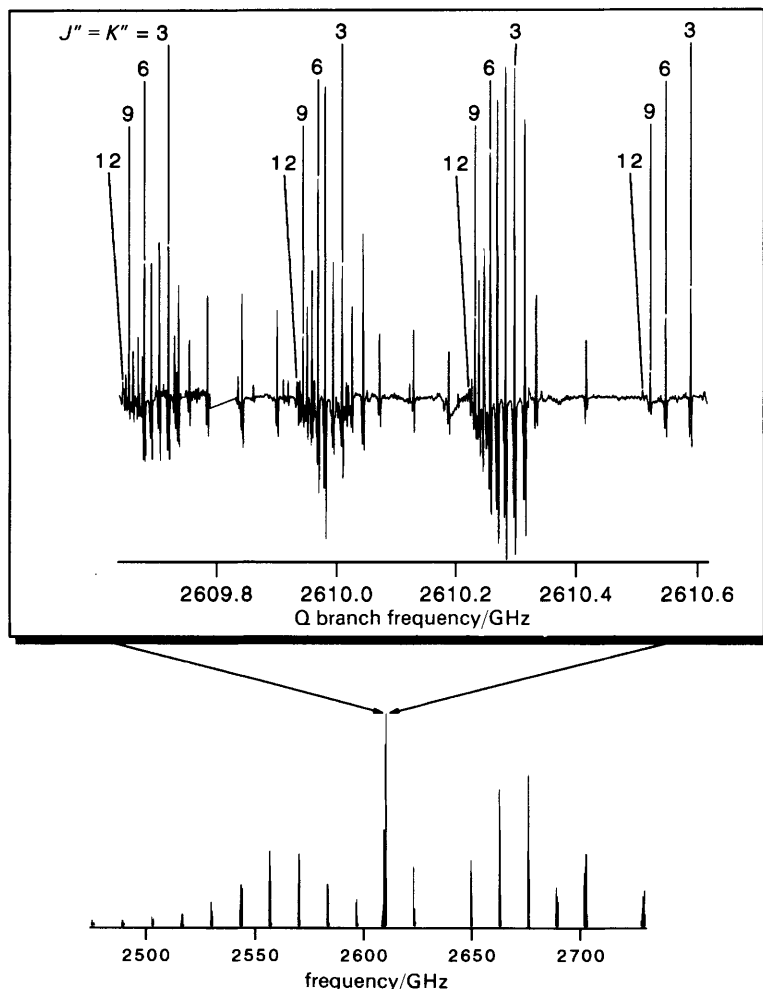 J″ = K″ = 3 3 3 3
6 6 6 6
9 9 9 9
12 12 12 12
2609.8 2610.0 2610.2 2610.4 2610.6
Q branch frequency/GHz
2500 2550 2600 2650 2700
frequency/GHz